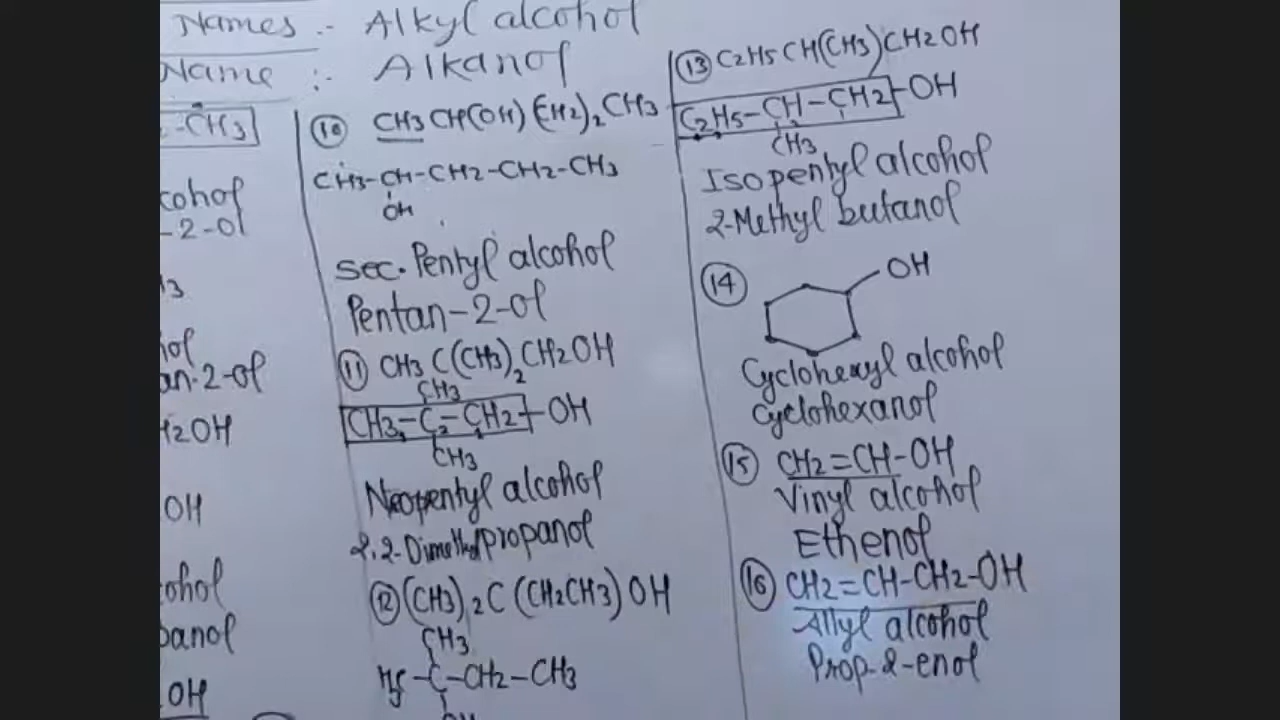 Names :- Alkyl alcohol
Name :- Alkanol
-CH3
cohol
-2-ol
3
nol
an-2-ol
H2OH
OH
ohol
panol
OH
10 CH3CH(OH)(CH2)2CH3
CH3-CH-CH2-CH2-CH3
OH
Sec. Pentyl alcohol
Pentan-2-ol
11 CH3C(CH3)2CH2OH
CH3
CH3-C-CH2-OH
CH3
Neopentyl alcohol
2,2-Dimethylpropanol
12 (CH3)2C(CH2CH3)OH
CH3
-C-CH2-CH3
OH
13 C2H5CH(CH3)CH2OH
C2H5-CH-CH2-OH
CH3
Isopentyl alcohol
2-Methyl butanol
14
OH
Cyclohexyl alcohol
Cyclohexanol
15 CH2=CH-OH
Vinyl alcohol
Ethenol
16 CH2=CH-CH2-OH
Allyl alcohol
Prop-2-enol